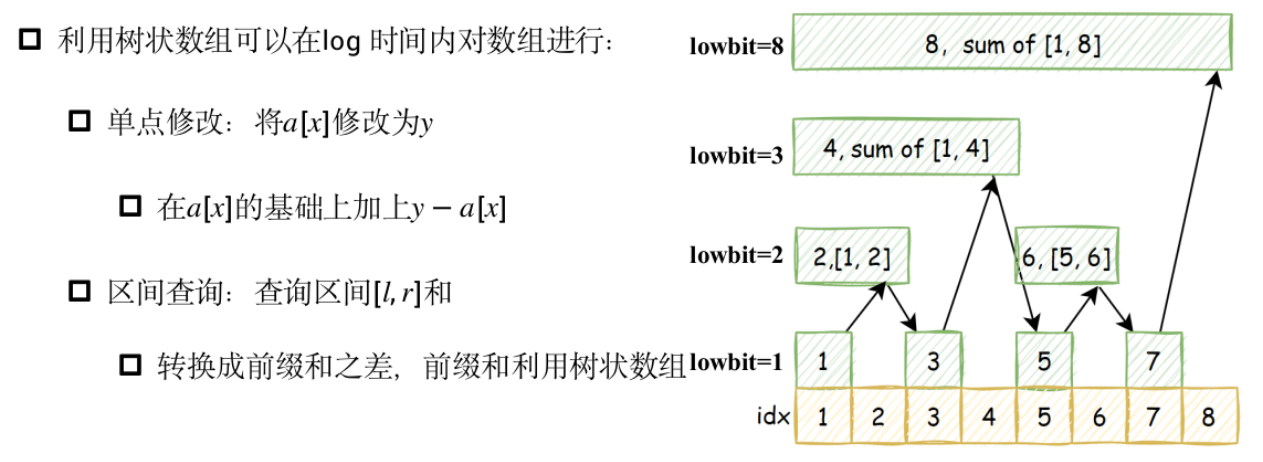 利用树状数组可以在log 时间内对数组进行：
单点修改：将a[x]修改为y
在a[x]的基础上加上y − a[x]
区间查询：查询区间[l, r]和
转换成前缀和之差，前缀和利用树状数组
lowbit=8 8, sum of [1, 8]
lowbit=3 4, sum of [1, 4]
lowbit=2 2,[1, 2] 6, [5, 6]
lowbit=1 1 3 5 7
idx 1 2 3 4 5 6 7 8